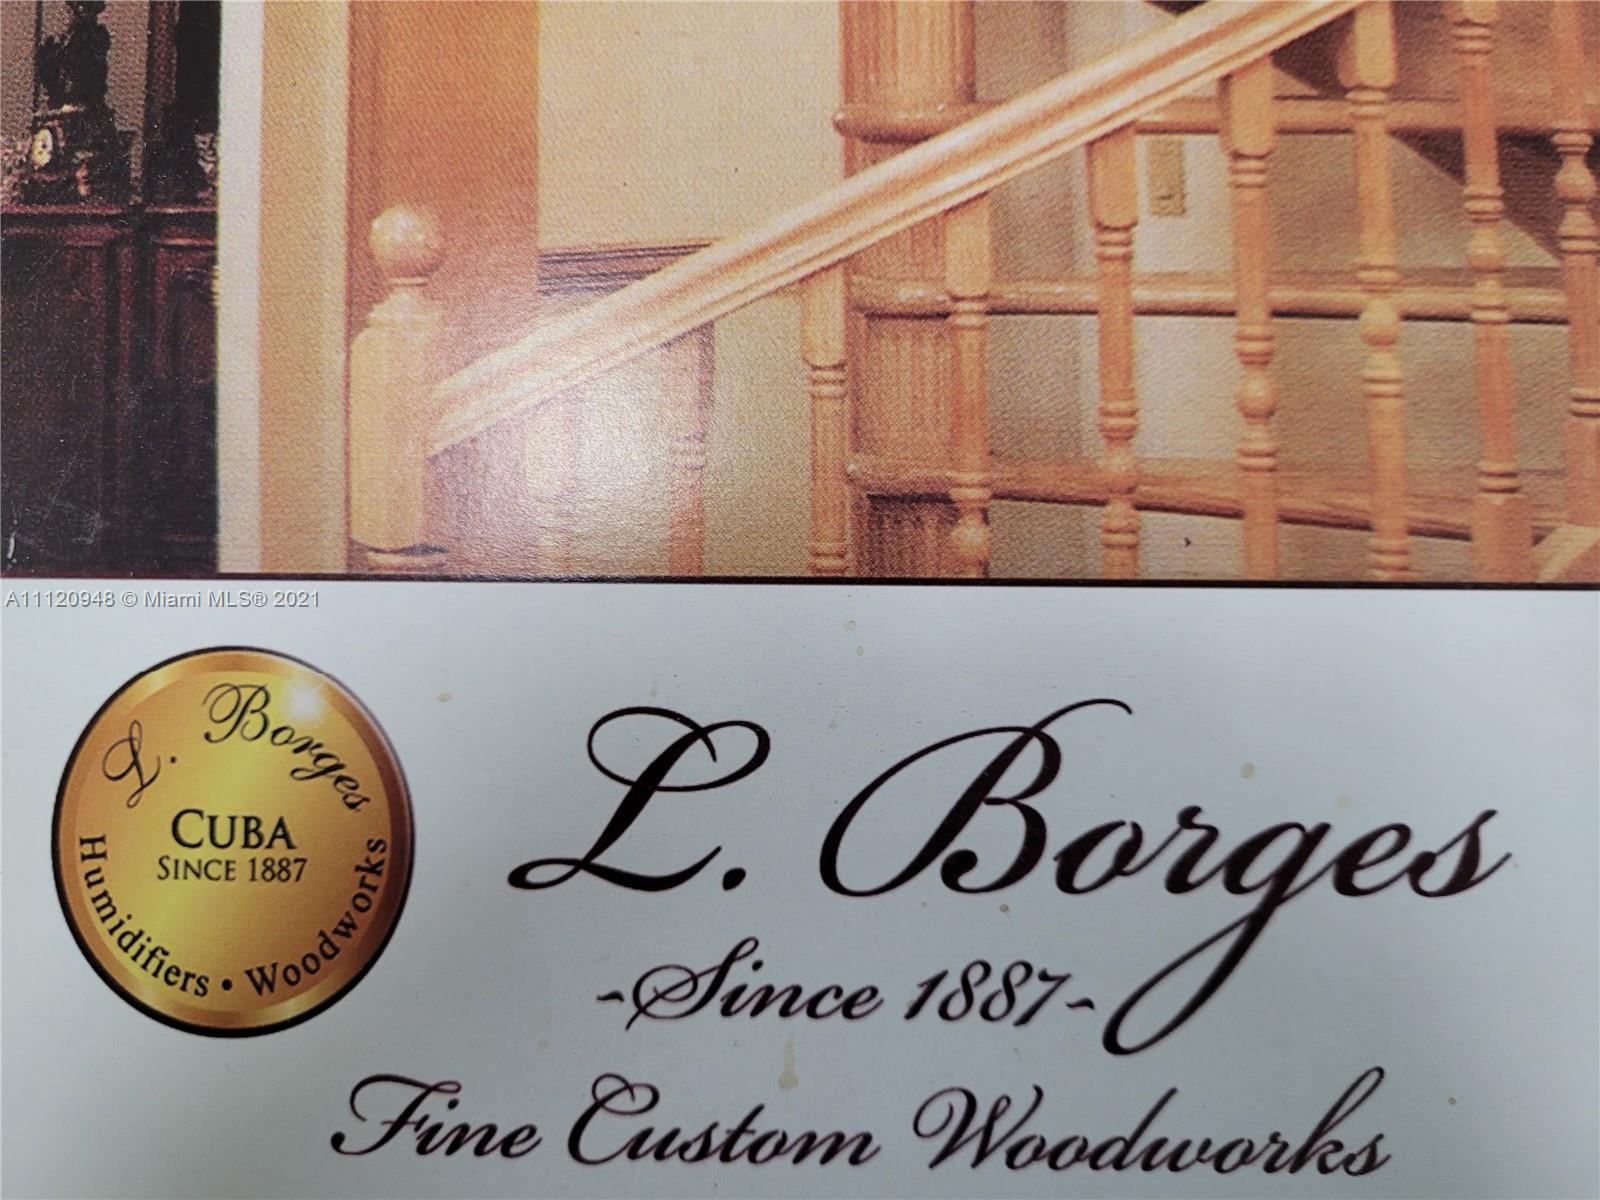 A11120948 © Miami MLS® 2021
L. Borges
CUBA
SINCE 1887
Humidifiers • Woodworks
L. Borges
~Since 1887~
Fine Custom Woodworks